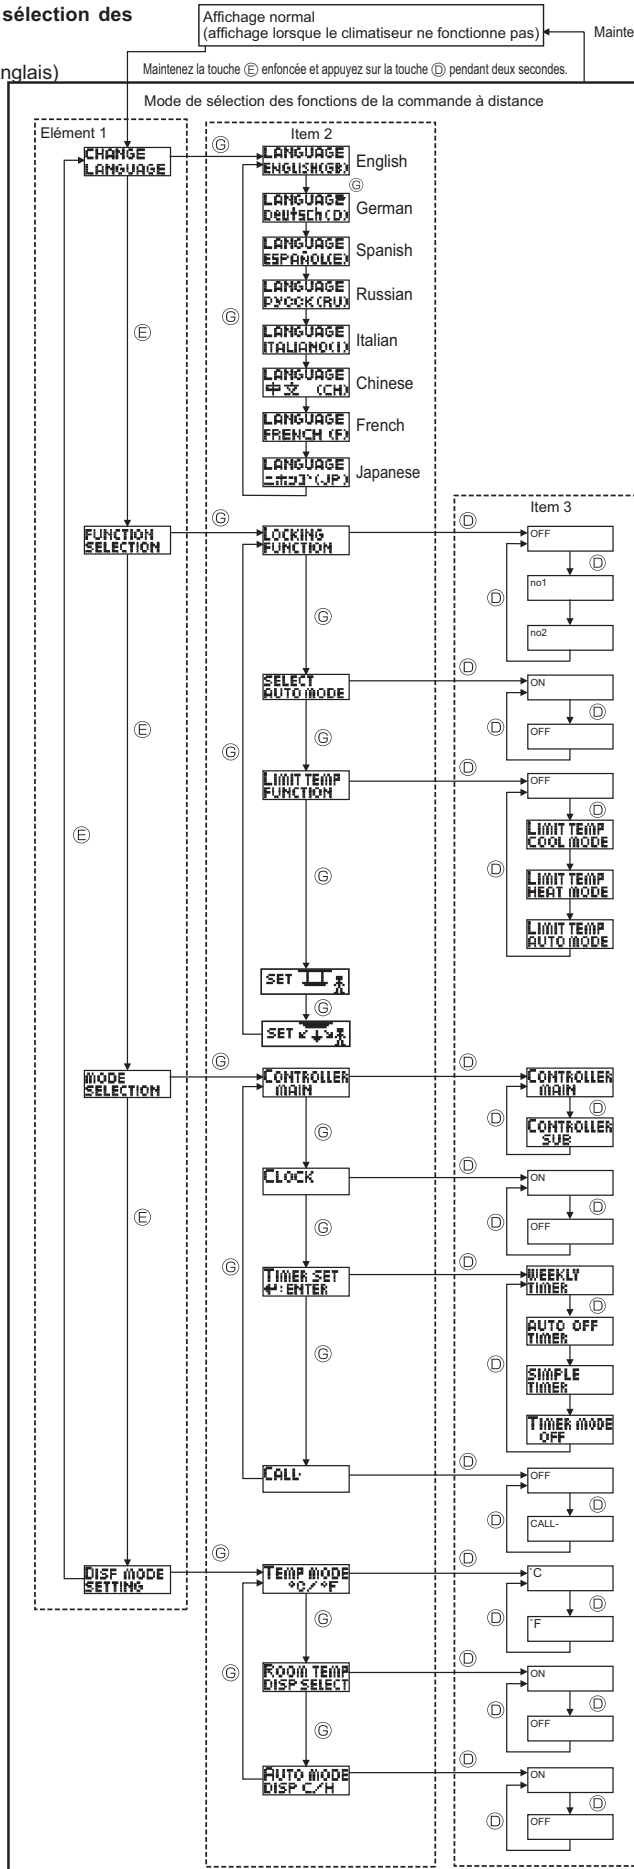 sélection des
Affichage normal
(affichage lorsque le climatiseur ne fonctionne pas)
Mainte
nglais)
Maintenez la touche Ⓔ enfoncée et appuyez sur la touche Ⓓ pendant deux secondes.
Mode de sélection des fonctions de la commande à distance
Elément 1
Item 2
CHANGE
LANGUAGE
Ⓖ
LANGUAGE
ENGLISH(GB)
English
Ⓖ
LANGUAGE
Deutsch(D)
German
LANGUAGE
ESPAÑOL(E)
Spanish
LANGUAGE
РУССК(RU)
Russian
Ⓖ
Ⓔ
LANGUAGE
ITALIANO(I)
Italian
LANGUAGE
中文 (CH)
Chinese
LANGUAGE
FRENCH (F)
French
LANGUAGE
ニホンゴ(JP)
Japanese
Item 3
FUNCTION
SELECTION
Ⓖ
LOCKING
FUNCTION
Ⓓ
OFF
Ⓓ
no1
Ⓓ
no2
Ⓖ
SELECT
AUTO MODE
Ⓓ
ON
Ⓓ
OFF
Ⓓ
Ⓔ
Ⓖ
Ⓖ
LIMIT TEMP
FUNCTION
Ⓓ
OFF
Ⓓ
LIMIT TEMP
COOL MODE
Ⓔ
Ⓓ
LIMIT TEMP
HEAT MODE
Ⓖ
LIMIT TEMP
AUTO MODE
SET
Ⓖ
SET
MODE
SELECTION
Ⓖ
CONTROLLER
MAIN
Ⓓ
CONTROLLER
MAIN
Ⓓ
Ⓓ
CONTROLLER
SUB
Ⓖ
CLOCK
Ⓓ
ON
Ⓓ
Ⓓ
OFF
Ⓔ
Ⓖ
Ⓖ
TIMER SET
↵:ENTER
Ⓓ
WEEKLY
TIMER
Ⓓ
AUTO OFF
TIMER
Ⓖ
Ⓓ
SIMPLE
TIMER
TIMER MODE
OFF
CALL-
Ⓓ
OFF
Ⓓ
Ⓓ
CALL-
DISP MODE
SETTING
Ⓖ
TEMP MODE
°C/°F
Ⓓ
°C
Ⓓ
Ⓓ
°F
Ⓖ
Ⓖ
ROOM TEMP
DISP SELECT
Ⓓ
ON
Ⓓ
Ⓓ
OFF
Ⓖ
AUTO MODE
DISP C/H
Ⓓ
ON
Ⓓ
Ⓓ
OFF